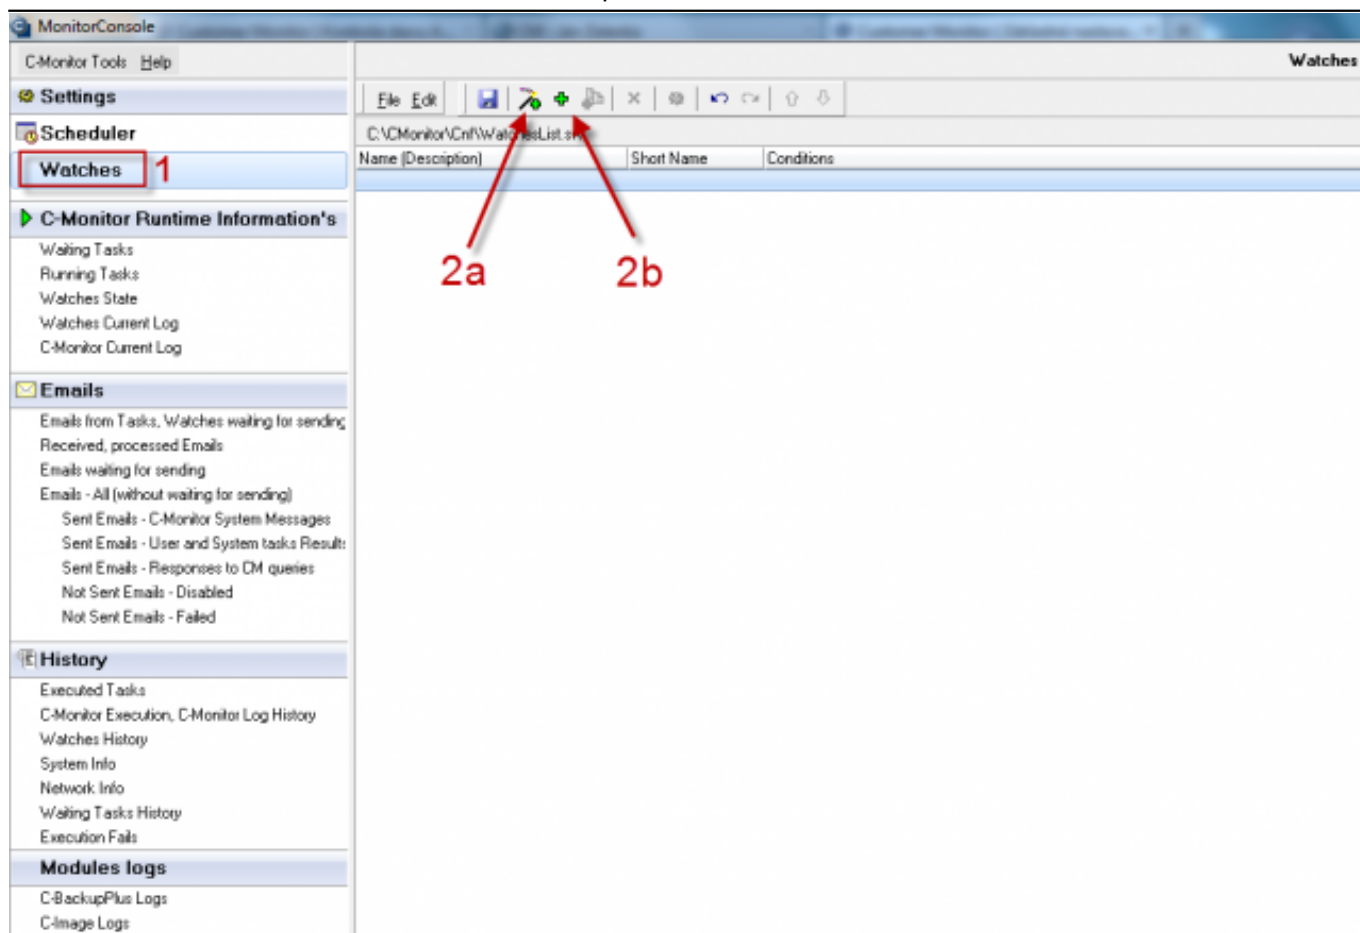 MonitorConsole
C-Monitor Tools Help
Watches
Settings
File Edit
Scheduler
C:\CMonitor\Cnf\WatchesList.
Name (Description) Short Name Conditions
Watches 1
2a 2b
C-Monitor Runtime Information's
Waiting Tasks
Running Tasks
Watches State
Watches Current Log
C-Monitor Current Log
Emails
Emails from Tasks, Watches waiting for sending
Received, processed Emails
Emails waiting for sending
Emails - All (without waiting for sending)
Sent Emails - C-Monitor System Messages
Sent Emails - User and System tasks Results
Sent Emails - Responses to CM queries
Not Sent Emails - Disabled
Not Sent Emails - Failed
History
Executed Tasks
C-Monitor Execution, C-Monitor Log History
Watches History
System Info
Network Info
Waiting Tasks History
Execution Fails
Modules logs
C-BackupPlus Logs
C-Image Logs